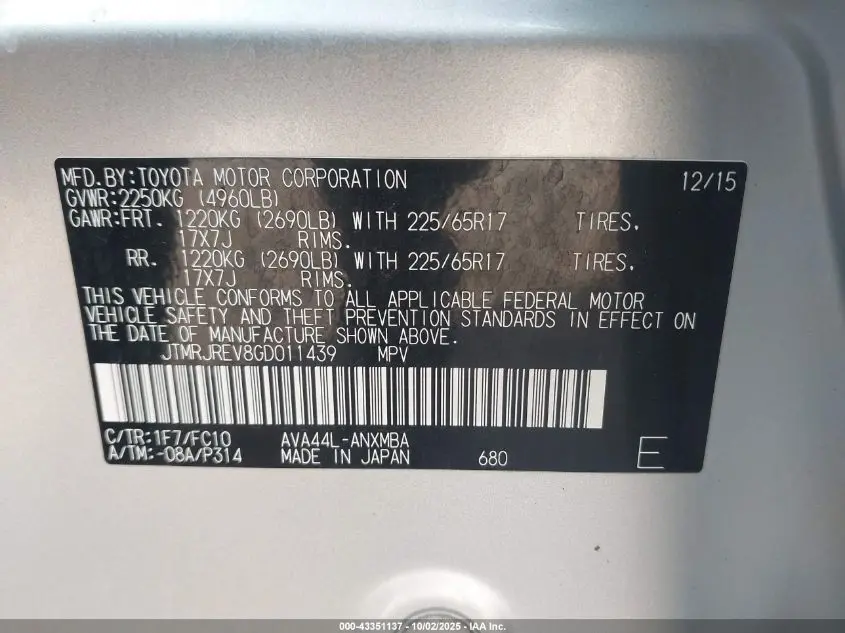 MFD.BY:TOYOTA MOTOR CORPORATION 12/15
GVWR:2250KG (4960LB)
GAWR:FRT. 1220KG (2690LB) WITH 225/65R17 TIRES.
17X7J RIMS.
RR. 1220KG (2690LB) WITH 225/65R17 TIRES.
17X7J RIMS.
THIS VEHICLE CONFORMS TO ALL APPLICABLE FEDERAL MOTOR
VEHICLE SAFETY AND THEFT PREVENTION STANDARDS IN EFFECT ON
THE DATE OF MANUFACTURE SHOWN ABOVE.
JTMRJREV8GD011439 MPV
C/TR:1F7/FC10 AVA44L-ANXMBA
A/TM:-08A/P314 MADE IN JAPAN 680 E
000-43351137 - 10/02/2025 - IAA Inc.